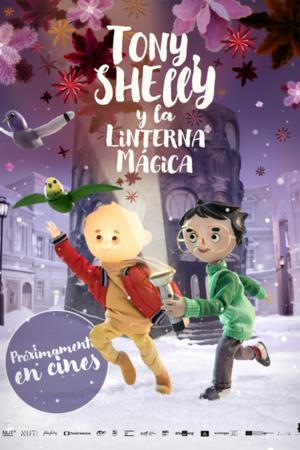 TONY,
SHELLY
y la
LINTERNA
MÁGICA
Próximamente
en cines